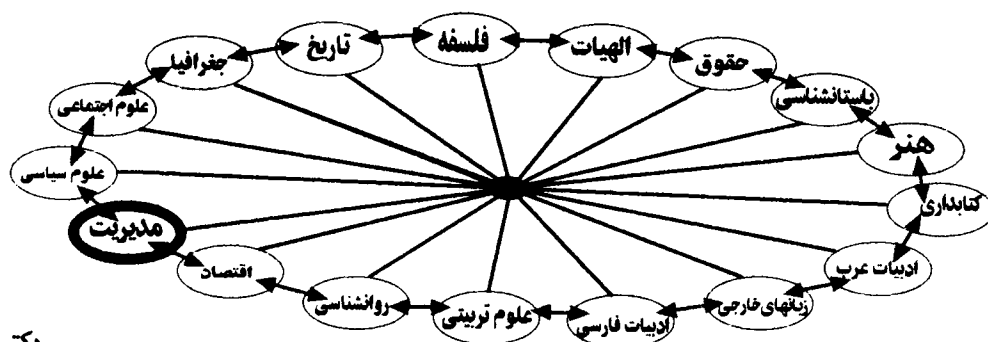 فلسفه
الهیات
حقوق
باستانشناسی
هنر
کتابداری
ادبیات عرب
زبانهای خارجی
ادبیات فارسی
علوم تربیتی
روانشناسی
اقتصاد
مدیریت
علوم سیاسی
علوم اجتماعی
جغرافیا
تاریخ